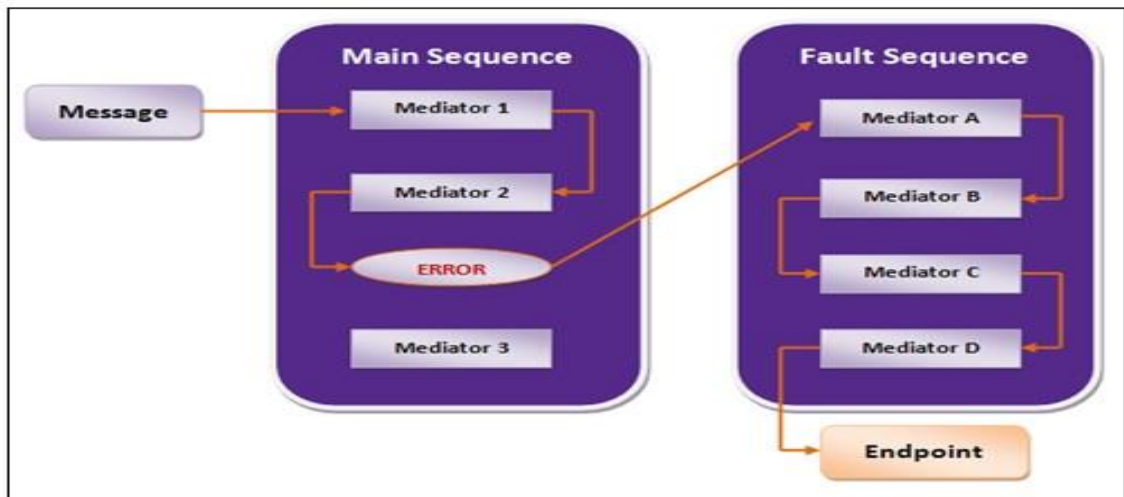 Main Sequence
Message
Mediator 1
Mediator 2
ERROR
Mediator 3
Fault Sequence
Mediator A
Mediator B
Mediator C
Mediator D
Endpoint